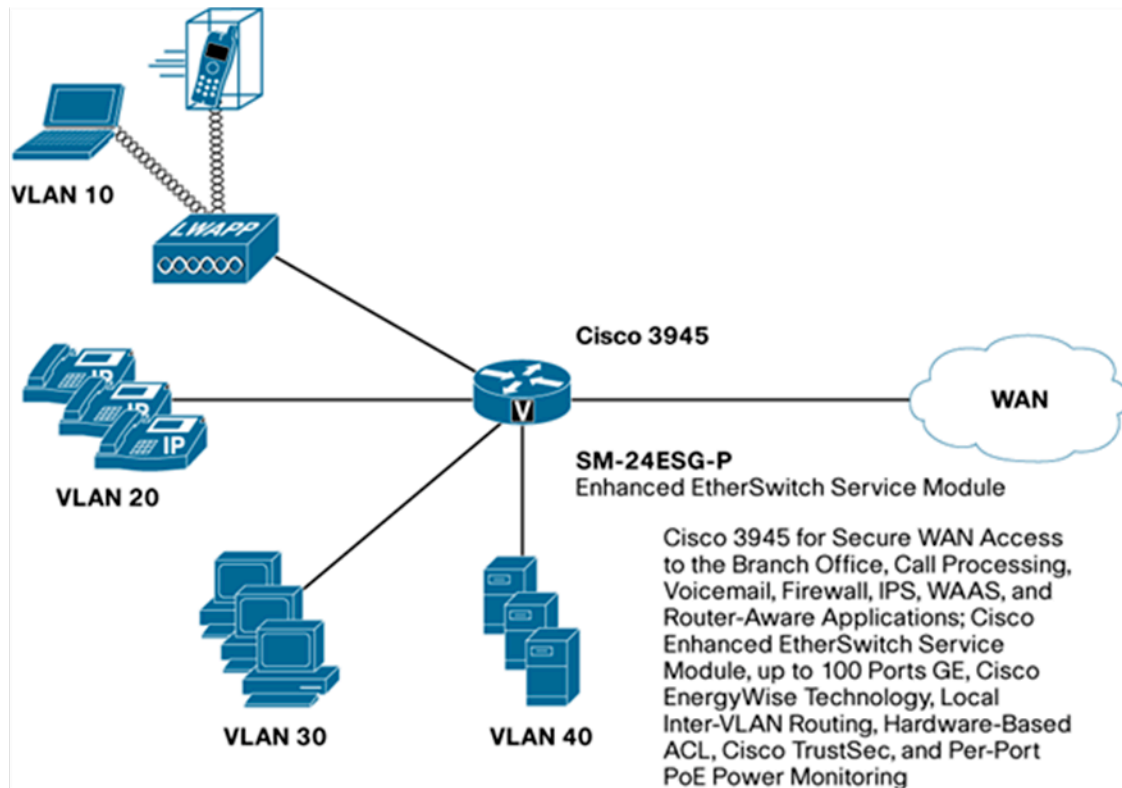 VLAN 10
LWAPP
Cisco 3945
IP
IP
IP
V
WAN
VLAN 20
SM-24ESG-P
Enhanced EtherSwitch Service Module
Cisco 3945 for Secure WAN Access
to the Branch Office, Call Processing,
Voicemail, Firewall, IPS, WAAS, and
Router-Aware Applications; Cisco
Enhanced EtherSwitch Service
Module, up to 100 Ports GE, Cisco
EnergyWise Technology, Local
Inter-VLAN Routing, Hardware-Based
ACL, Cisco TrustSec, and Per-Port
PoE Power Monitoring
VLAN 30
VLAN 40